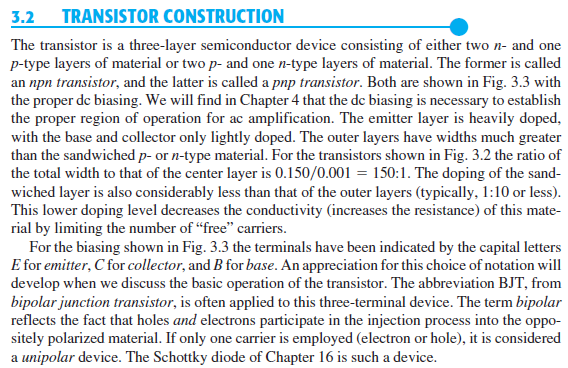 3.2 TRANSISTOR CONSTRUCTION
The transistor is a three-layer semiconductor device consisting of either two n- and one
p-type layers of material or two p- and one n-type layers of material. The former is called
an npn transistor, and the latter is called a pnp transistor. Both are shown in Fig. 3.3 with
the proper dc biasing. We will find in Chapter 4 that the dc biasing is necessary to establish
the proper region of operation for ac amplification. The emitter layer is heavily doped,
with the base and collector only lightly doped. The outer layers have widths much greater
than the sandwiched p- or n-type material. For the transistors shown in Fig. 3.2 the ratio of
the total width to that of the center layer is 0.150/0.001 = 150:1. The doping of the sand-
wiched layer is also considerably less than that of the outer layers (typically, 1:10 or less).
This lower doping level decreases the conductivity (increases the resistance) of this mate-
rial by limiting the number of “free” carriers.
For the biasing shown in Fig. 3.3 the terminals have been indicated by the capital letters
E for emitter, C for collector, and B for base. An appreciation for this choice of notation will
develop when we discuss the basic operation of the transistor. The abbreviation BJT, from
bipolar junction transistor, is often applied to this three-terminal device. The term bipolar
reflects the fact that holes and electrons participate in the injection process into the oppo-
sitely polarized material. If only one carrier is employed (electron or hole), it is considered
a unipolar device. The Schottky diode of Chapter 16 is such a device.